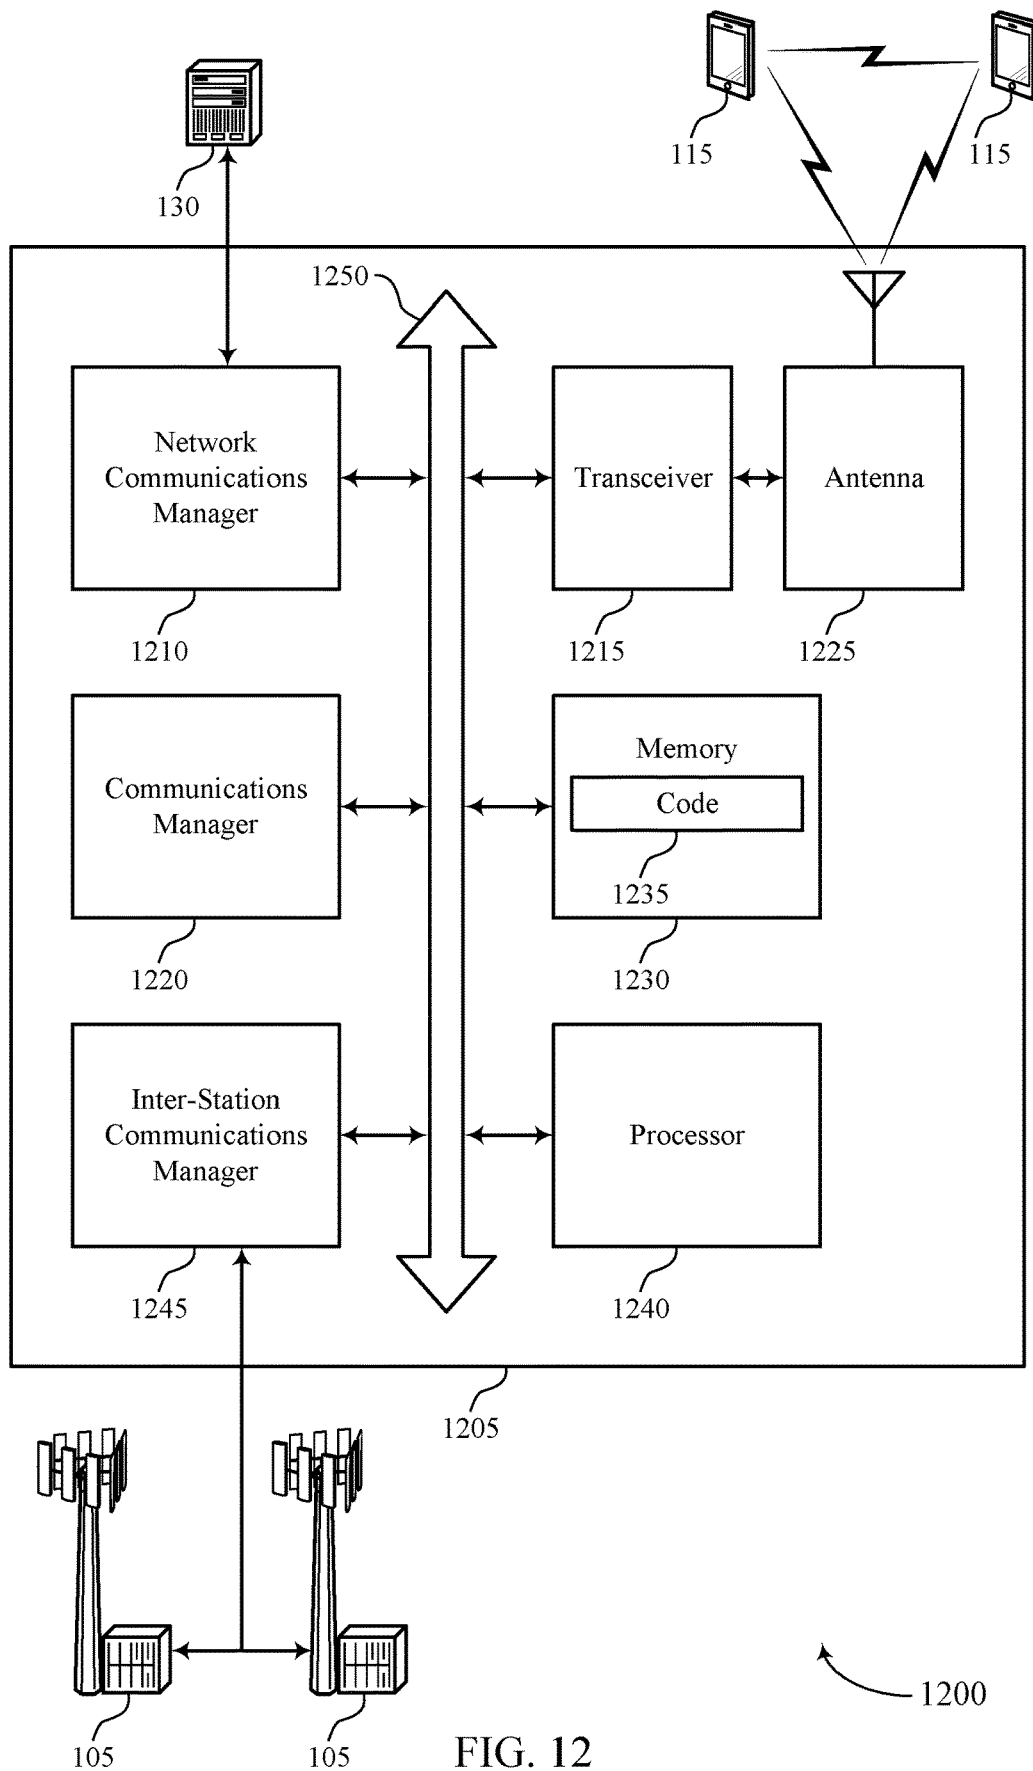 130
115
115
1250
Network
Communications
Manager
Transceiver
Antenna
1210
1215
1225
Communications
Manager
Memory
Code
1235
1220
1230
Inter-Station
Communications
Manager
Processor
1245
1240
1205
105
105
1200
FIG. 12